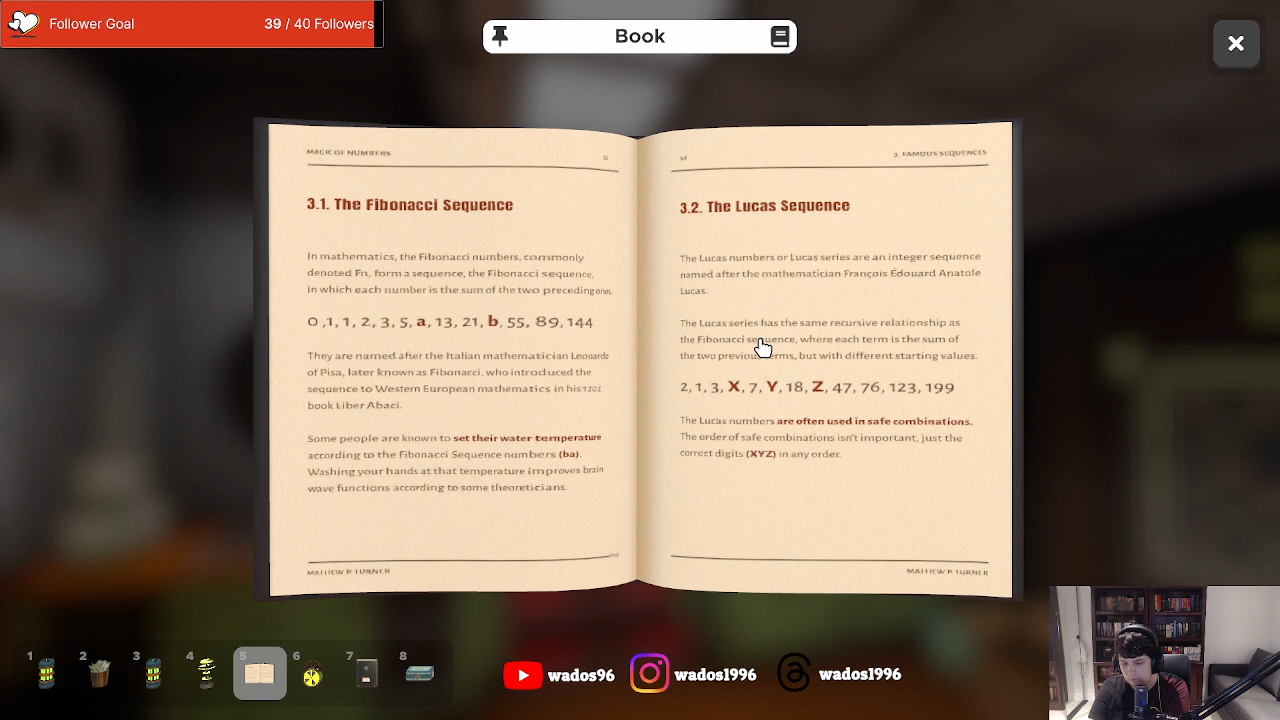 Follower Goal 39 / 40 Followers
Book
MAGIC OF NUMBERS
3.1. The Fibonacci Sequence
In mathematics, the Fibonacci numbers, commonly
denoted Fn, form a sequence, the Fibonacci sequence,
in which each number is the sum of the two preceding ones.
0 ,1, 1, 2, 3, 5, a, 13, 21, b, 55, 89, 144
They are named after the Italian mathematician Leonardo
of Pisa, later known as Fibonacci, who introduced the
sequence to Western European mathematics in his 1202
book Liber Abaci.
Some people are known to set their water temperature
according to the Fibonacci Sequence numbers (ba).
Washing your hands at that temperature improves brain
wave functions according to some theoreticians.
MATHEW P. TURNER
3. FAMOUS SEQUENCES
3.2. The Lucas Sequence
The Lucas numbers or Lucas series are an integer sequence
named after the mathematician François Édouard Anatole
Lucas.
The Lucas series has the same recursive relationship as
the Fibonacci sequence, where each term is the sum of
the two previous terms, but with different starting values.
2, 1, 3, X, 7, Y, 18, Z, 47, 76, 123, 199
The Lucas numbers are often used in safe combinations.
The order of safe combinations isn't important, just the
correct digits (XYZ) in any order.
MATHEW P. TURNER
1 2 3 4 5 6 7 8
wados96 wados1996 wados1996